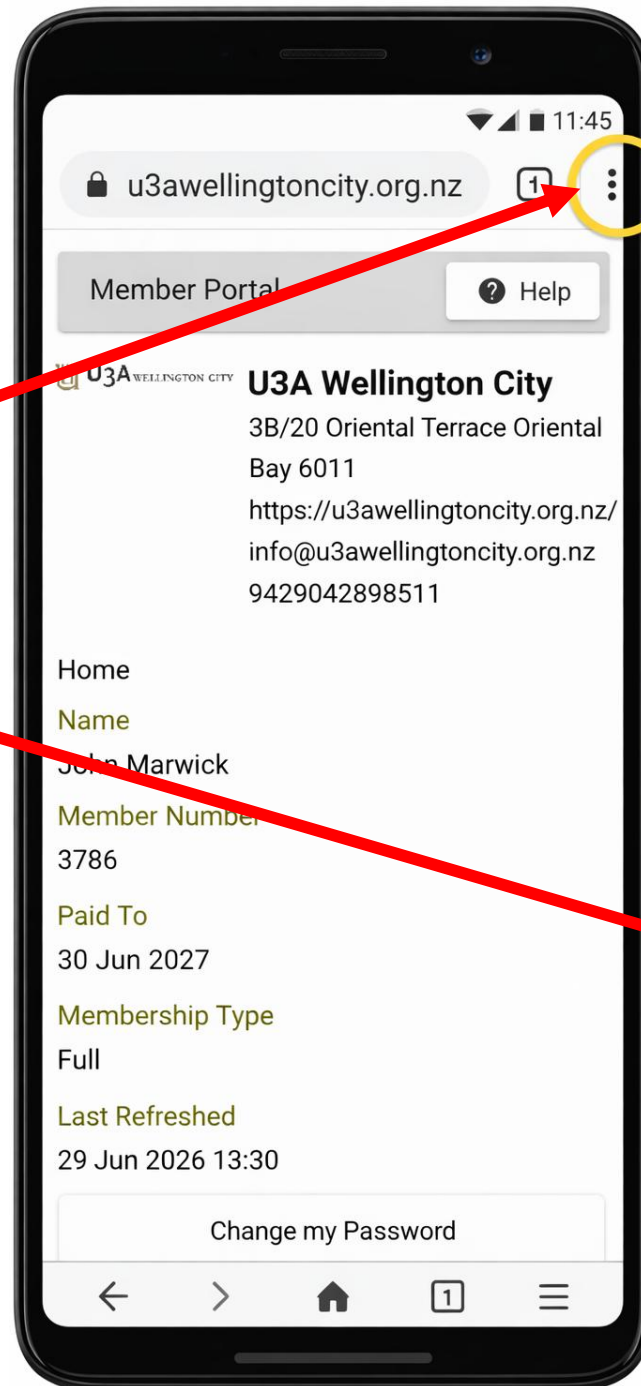 11:45
u3awellingtoncity.org.nz
1
Member Portal
Help
U3A WELLINGTON CITY
U3A Wellington City
3B/20 Oriental Terrace Oriental
Bay 6011
https://u3awellingtoncity.org.nz/
info@u3awellingtoncity.org.nz
9429042898511
Home
Name
John Marwick
Member Number
3786
Paid To
30 Jun 2027
Membership Type
Full
Last Refreshed
29 Jun 2026 13:30
Change my Password
1